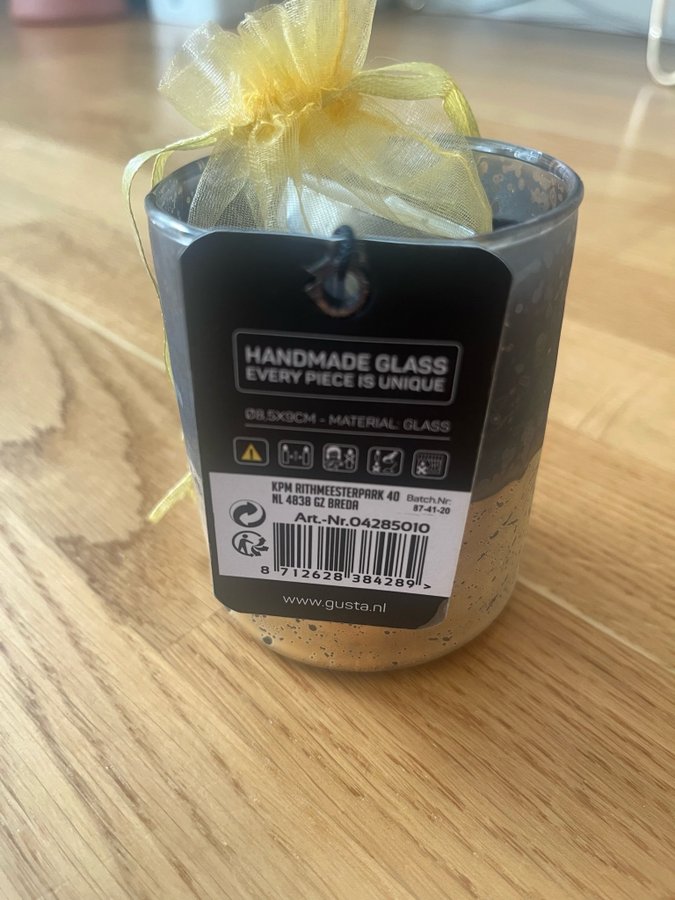 HANDMADE GLASS
EVERY PIECE IS UNIQUE
Ø8,5X9CM - MATERIAL: GLASS
KPM RITHMEESTERPARK 40
NL 4838 GZ BREDA
Batch.Nr:
87-41-20
Art.-Nr.04285010
8 712628 384289 >
www.gusta.nl